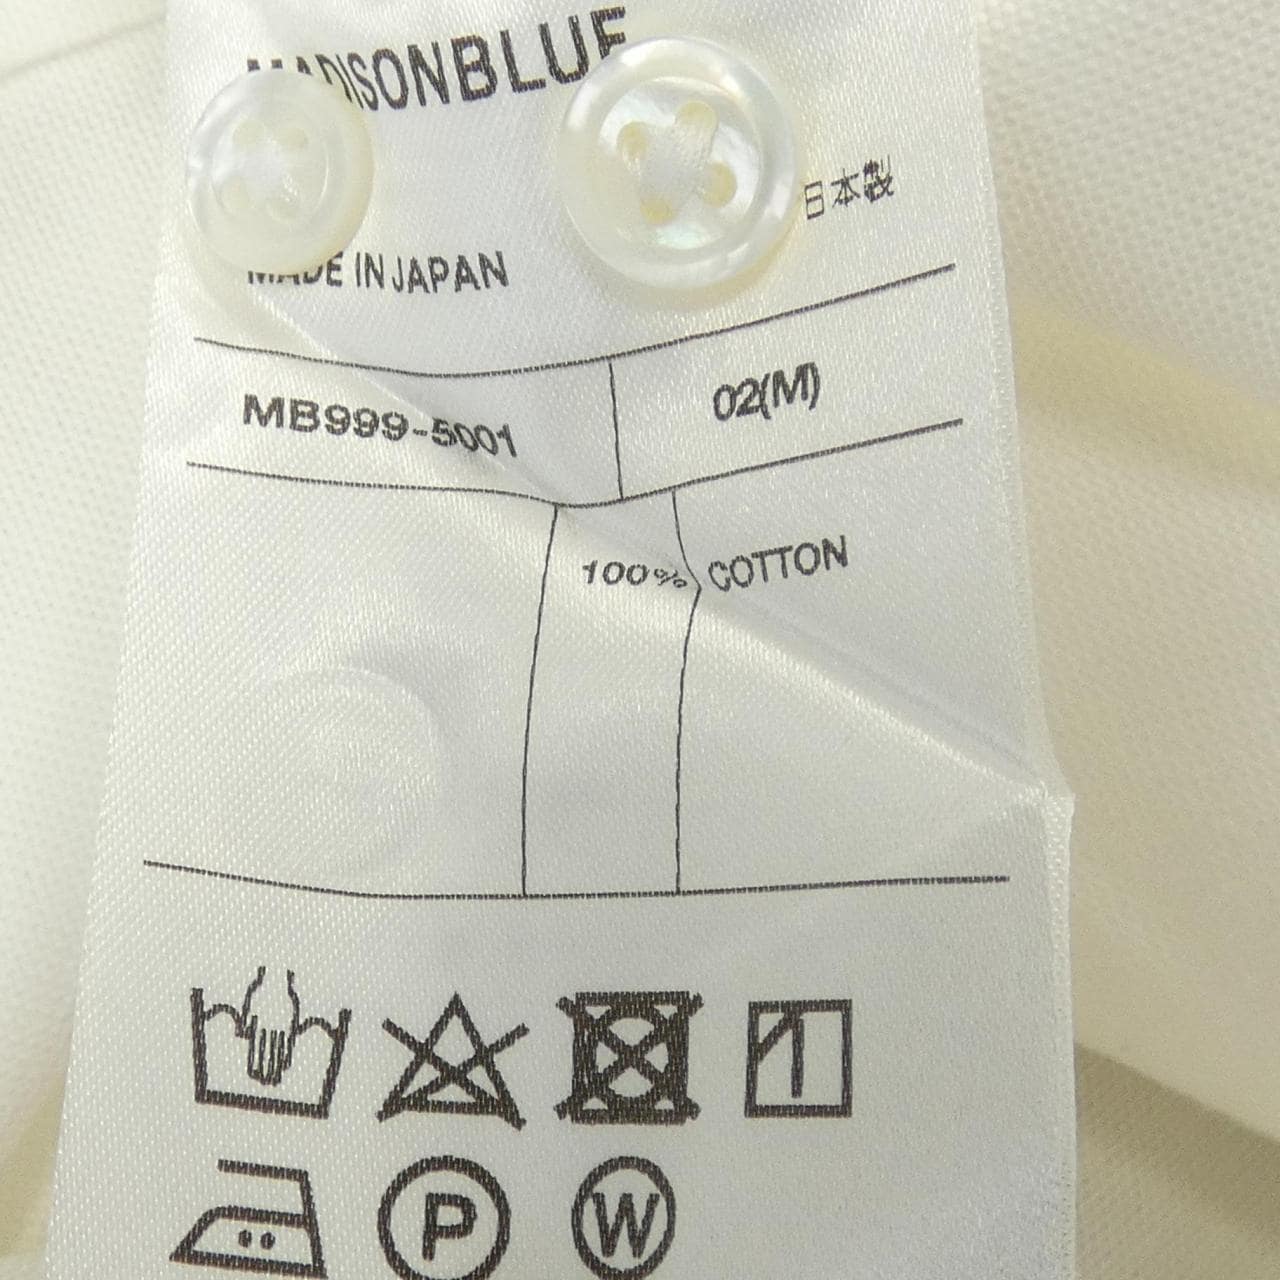 MADISONBLUE
日本製
MADE IN JAPAN
MB999-5001 02(M)
100% COTTON
P W